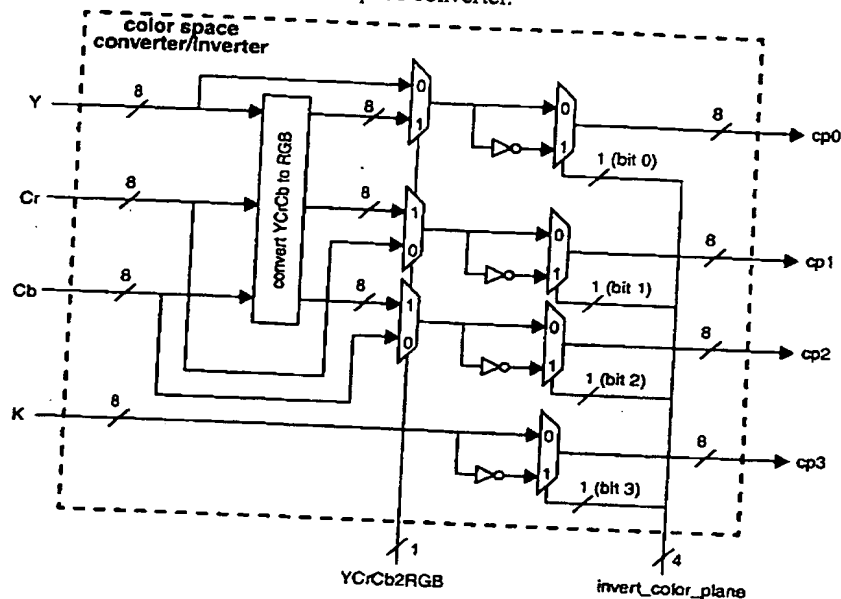 color space
converter/inverter
Y
8
8
0
1
0
1
8
cp0
1 (bit 0)
convert YCrCb to RGB
Cr
8
8
1
0
0
1
8
cp1
1 (bit 1)
Cb
8
8
1
0
0
1
8
cp2
1 (bit 2)
K
8
0
1
8
cp3
1 (bit 3)
1
YCrCb2RGB
4
invert_color_plane